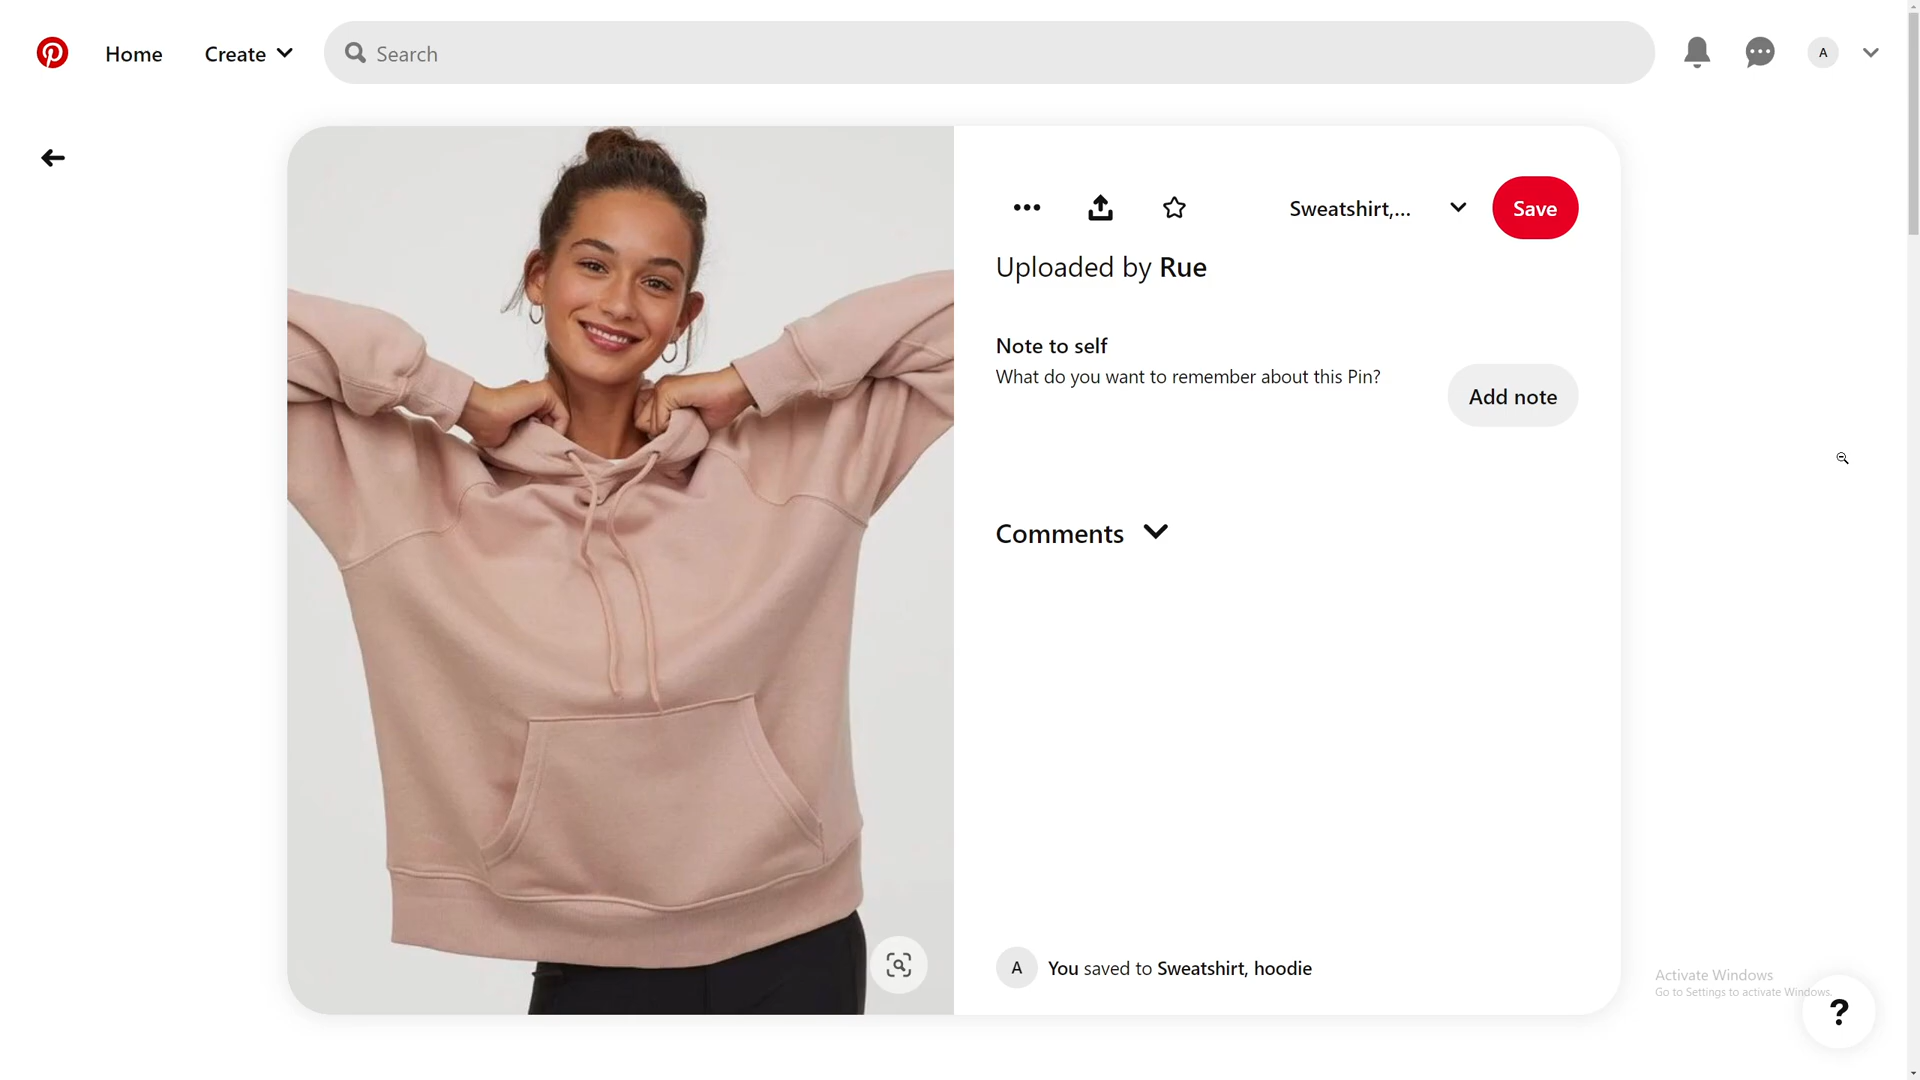 Home
Create
Search
A
Sweatshirt,...
Save
Uploaded by Rue
Note to self
What do you want to remember about this Pin?
Add note
Comments
A
You saved to Sweatshirt, hoodie
Activate Windows
Go to Settings to activate Windows.
?